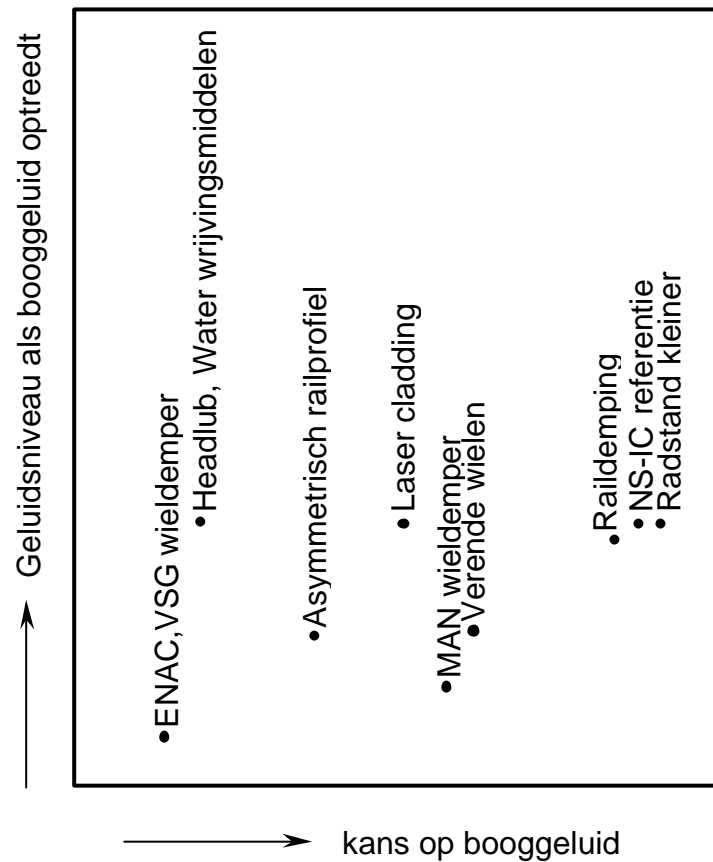 Geluidsniveau als booggeluid optreedt
ENAC,VSG wieldemper
Headlub, Water wrijvingsmiddelen
Asymmetrisch railprofiel
Laser cladding
MAN wieldemper
Verende wielen
Raildemping
NS-IC referentie
Radstand kleiner
kans op booggeluid